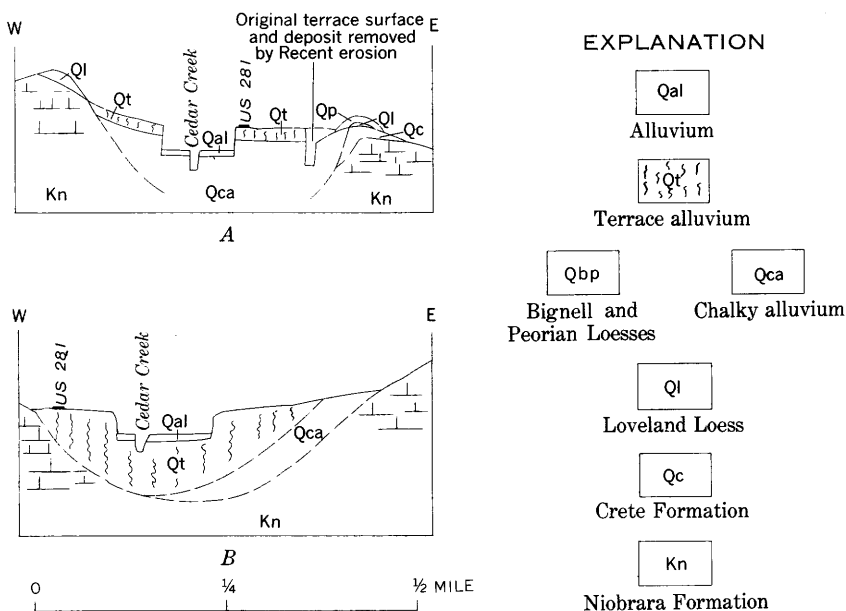 Original terrace surface
and deposit removed
by Recent erosion
W
E
Ql
Qt
Cedar Creek
Qal
US 281
Qt
Qp
Ql
Qc
Kn
Qca
Kn
A
W
E
US 281
Cedar Creek
Qal
Qca
Qt
Kn
B
0
1/4
1/2 MILE
EXPLANATION
Qal
Alluvium
Qt
Terrace alluvium
Qbp
Bignell and
Peorian Loesses
Qca
Chalky alluvium
Ql
Loveland Loess
Qc
Crete Formation
Kn
Niobrara Formation